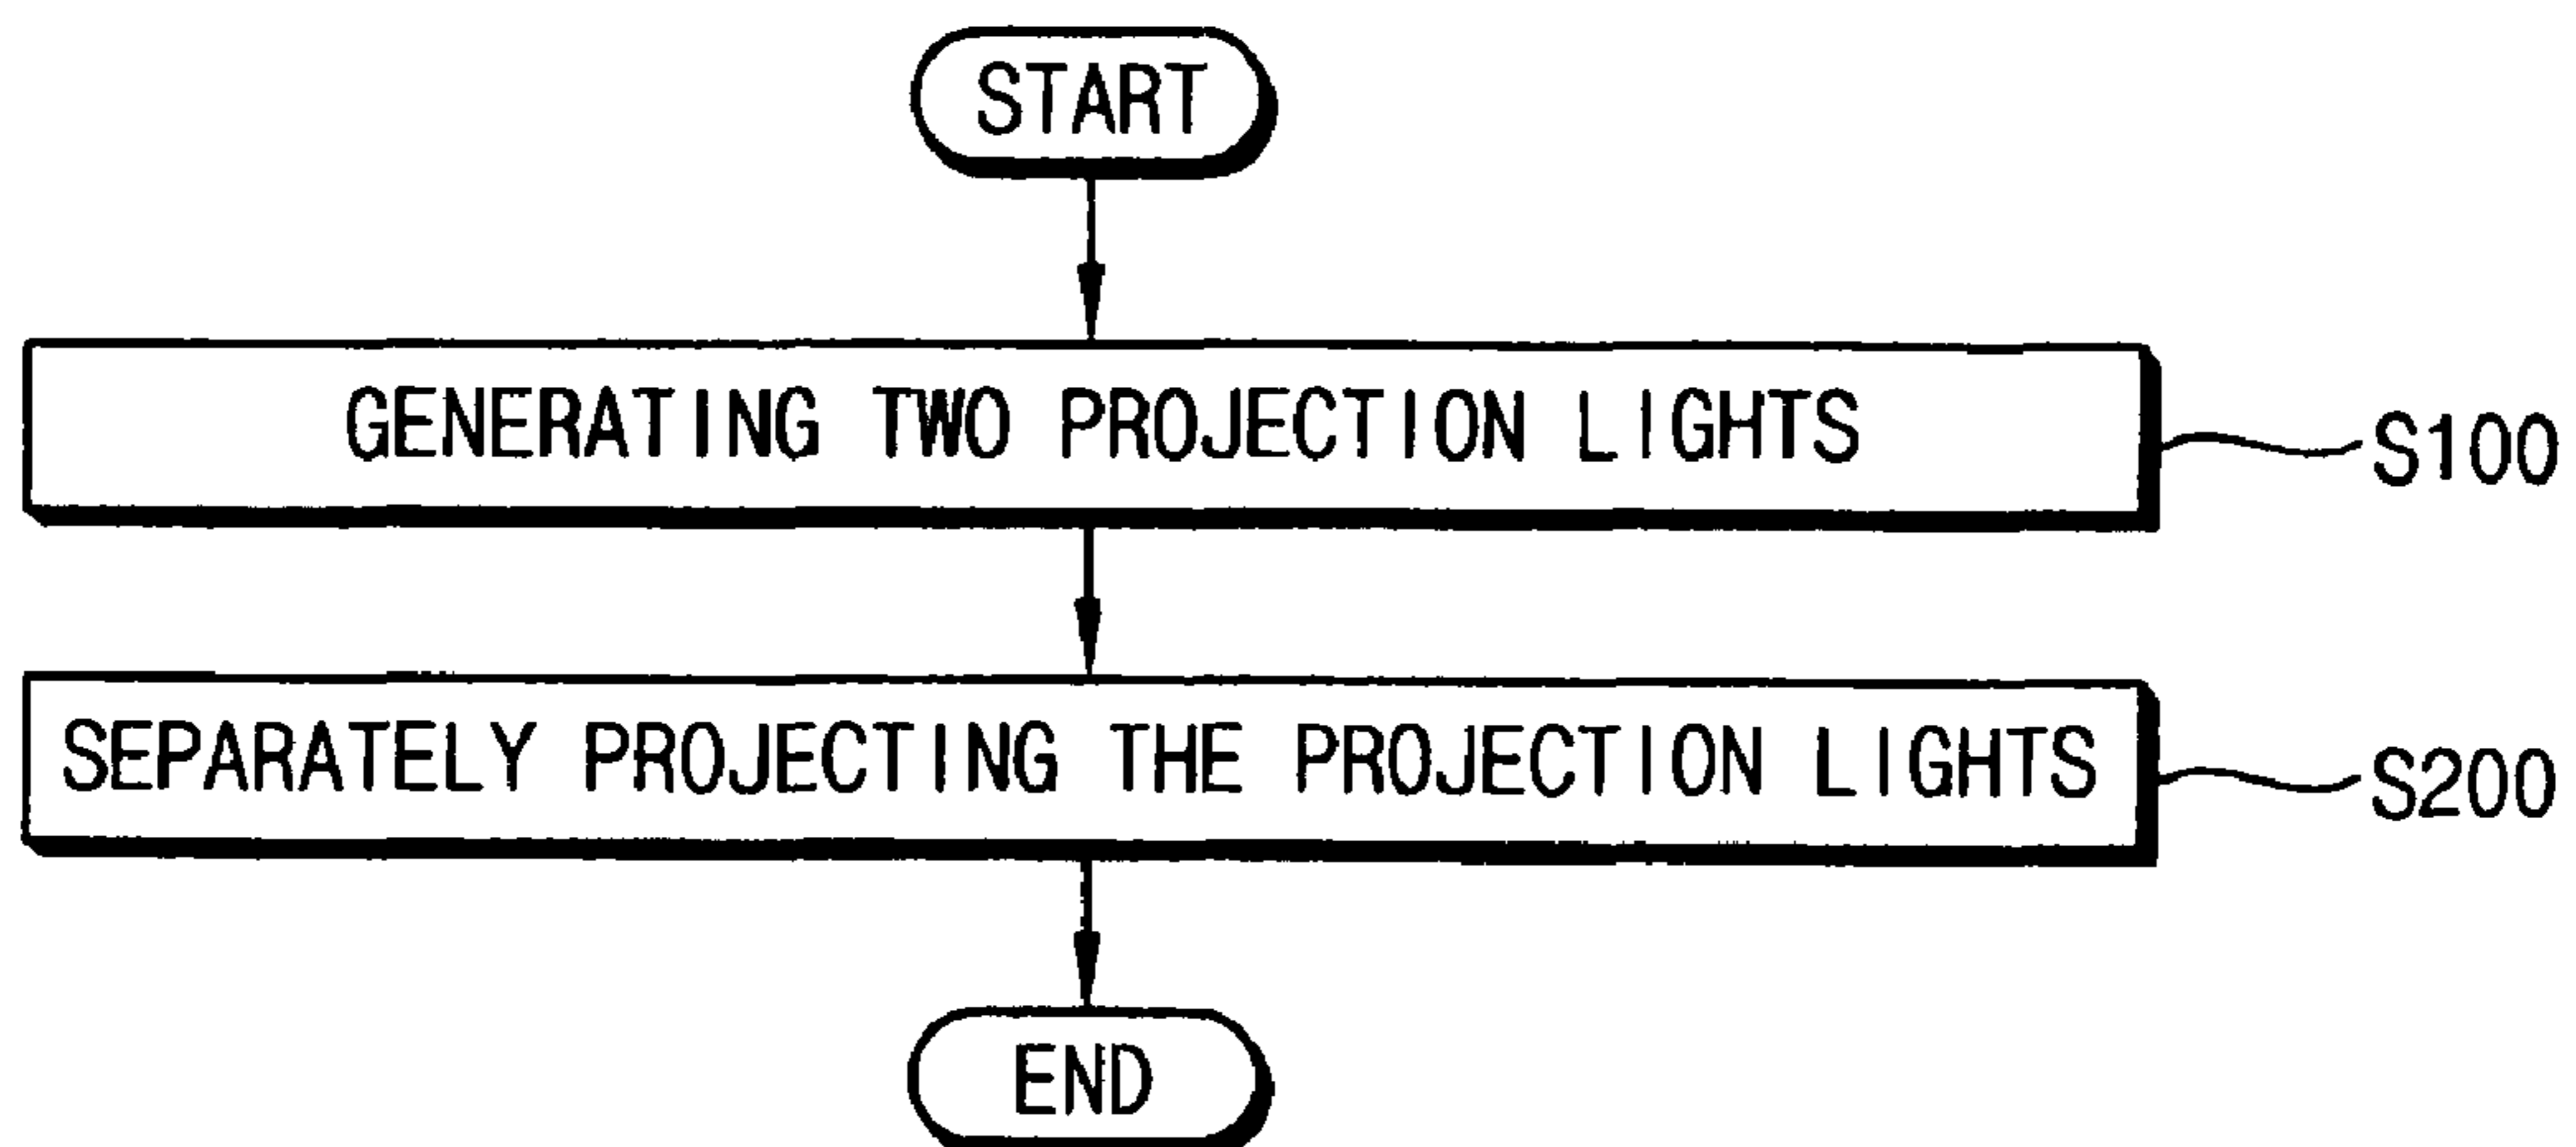 START
GENERATING TWO PROJECTION LIGHTS
S100
SEPARATELY PROJECTING THE PROJECTION LIGHTS
S200
END